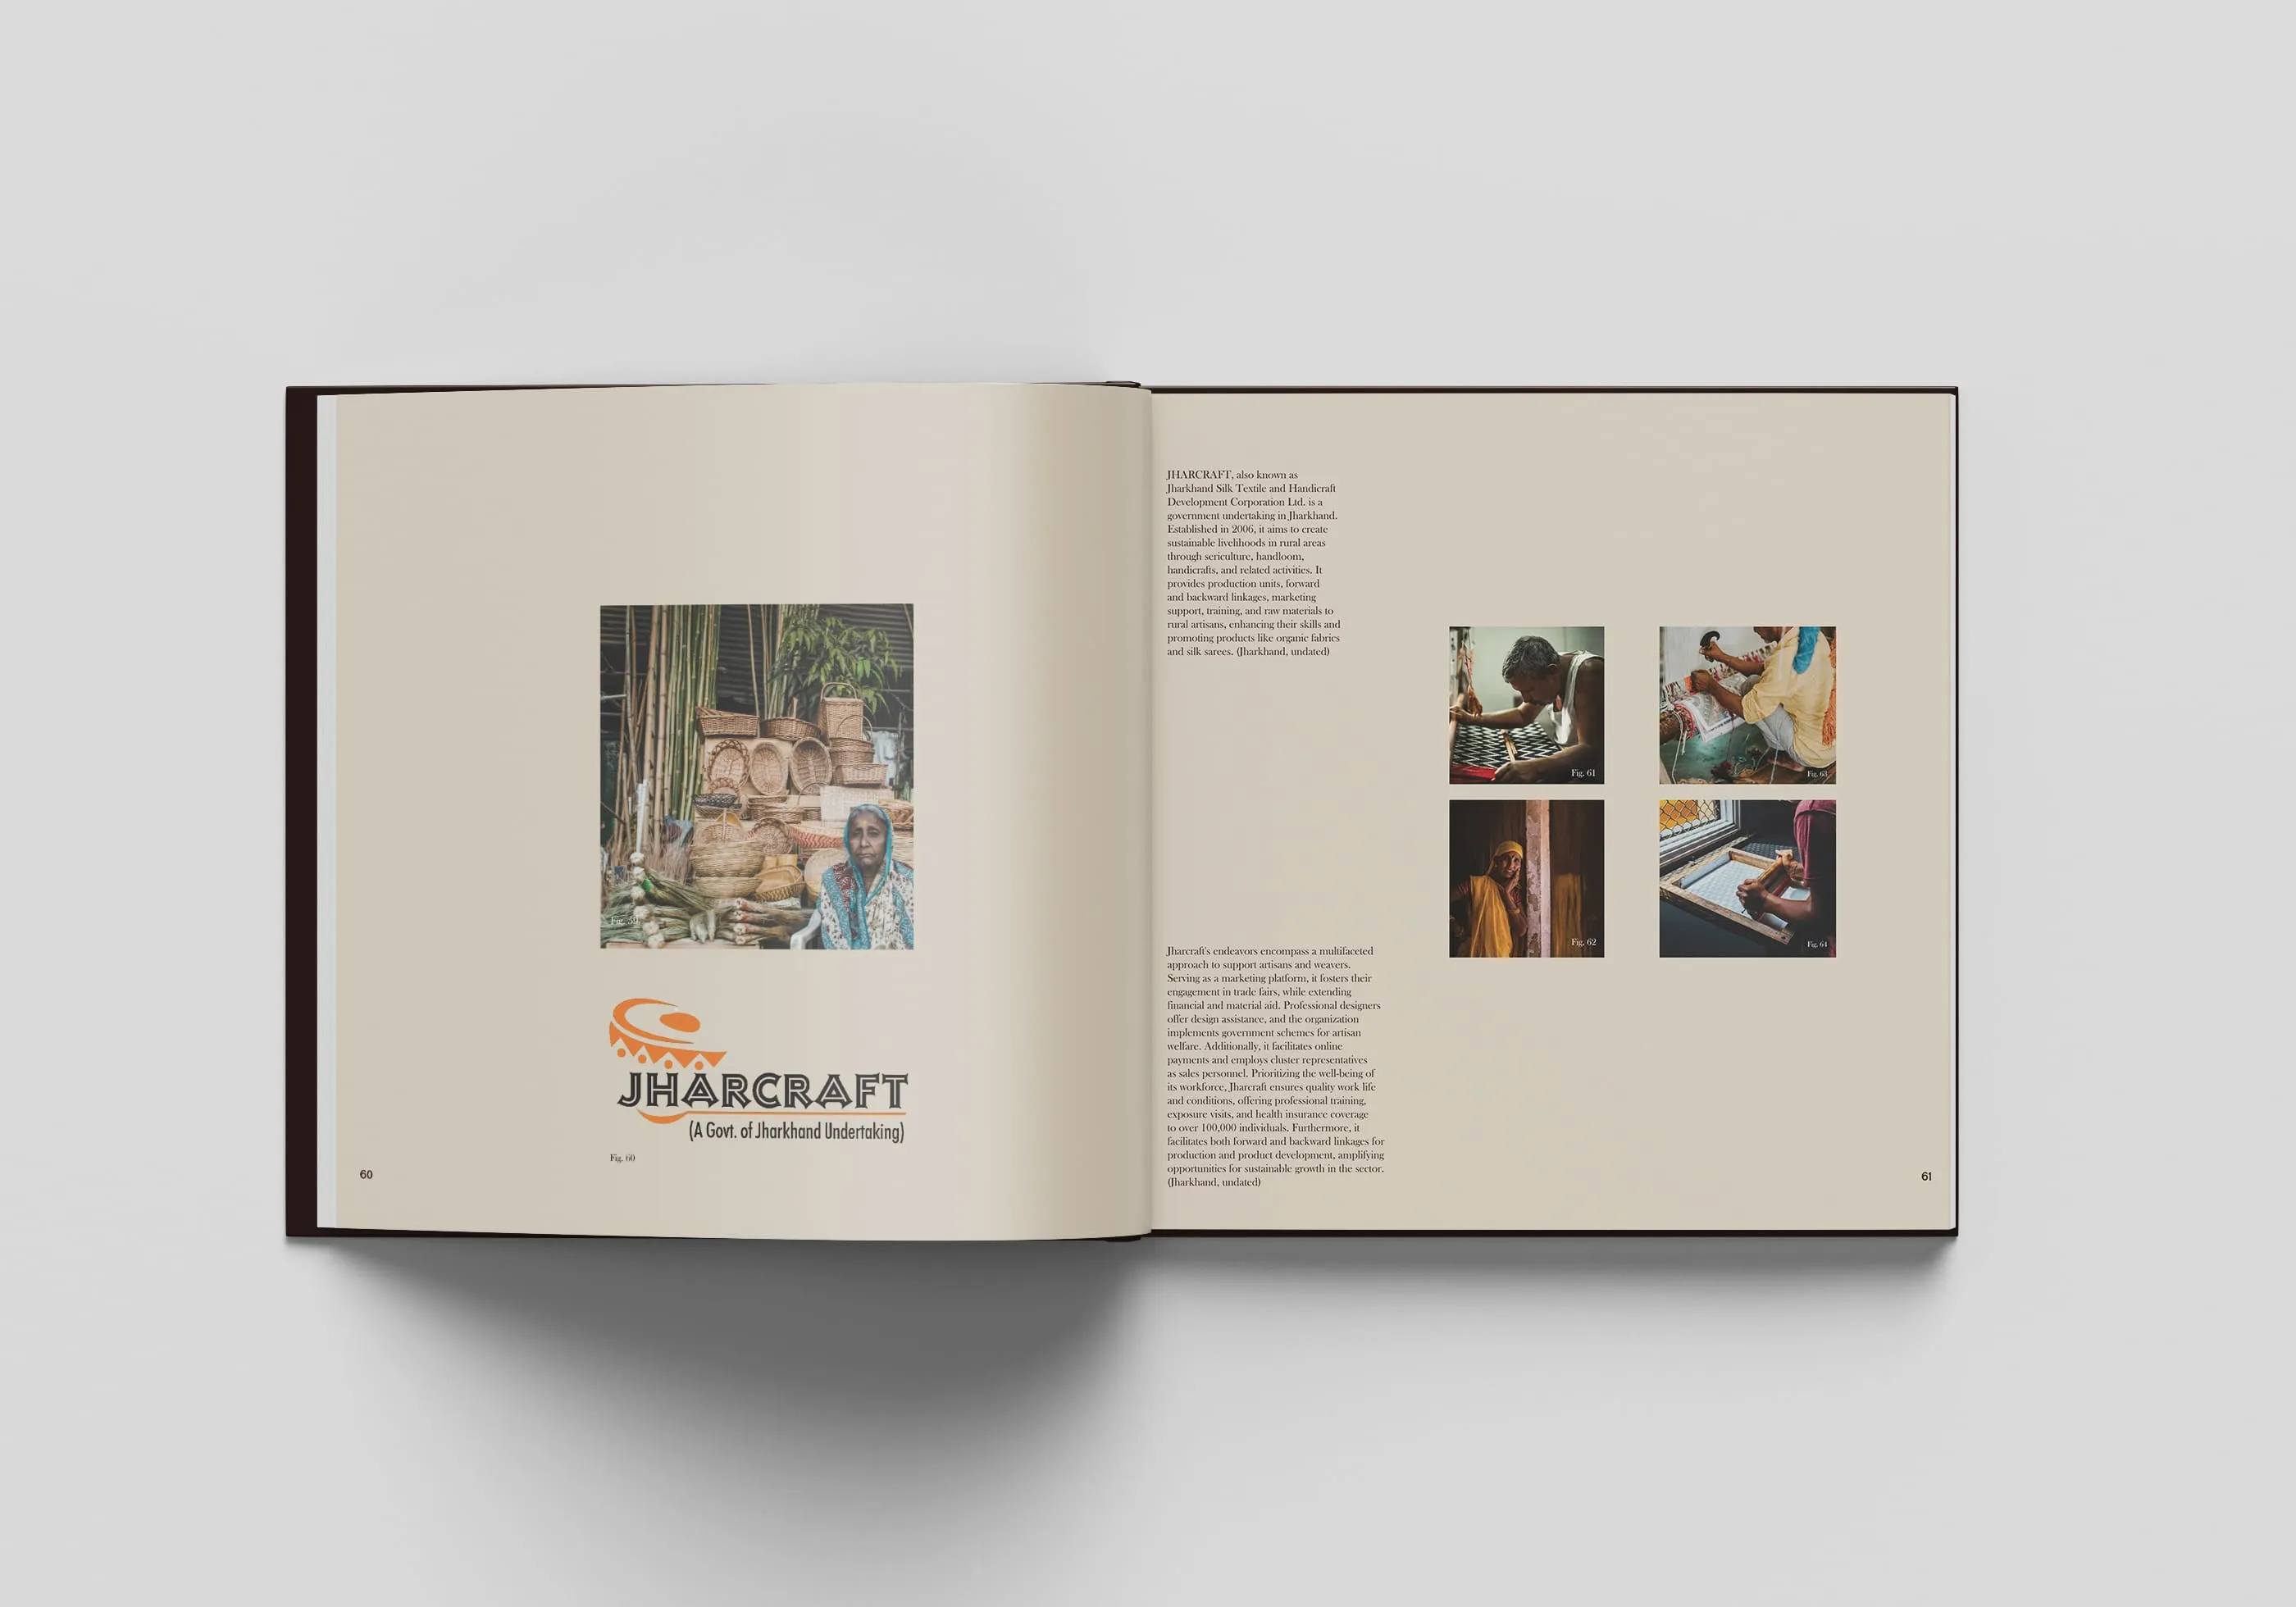 Fig. 59
JHARCRAFT
(A Govt. of Jharkhand Undertaking)
Fig. 60
60
JHARCRAFT, also known as
Jharkhand Silk Textile and Handicraft
Development Corporation Ltd. is a
government undertaking in Jharkhand.
Established in 2006, it aims to create
sustainable livelihoods in rural areas
through sericulture, handloom,
handicrafts, and related activities. It
provides production units, forward
and backward linkages, marketing
support, training, and raw materials to
rural artisans, enhancing their skills and
promoting products like organic fabrics
and silk sarees. (Jharkhand, undated)
Jharcraft's endeavors encompass a multifaceted
approach to support artisans and weavers.
Serving as a marketing platform, it fosters their
engagement in trade fairs, while extending
financial and material aid. Professional designers
offer design assistance, and the organization
implements government schemes for artisan
welfare. Additionally, it facilitates online
payments and employs cluster representatives
as sales personnel. Prioritizing the well-being of
its workforce, Jharcraft ensures quality work life
and conditions, offering professional training,
exposure visits, and health insurance coverage
to over 100,000 individuals. Furthermore, it
facilitates both forward and backward linkages for
production and product development, amplifying
opportunities for sustainable growth in the sector.
(Jharkhand, undated)
Fig. 61
Fig. 63
Fig. 62
Fig. 64
61